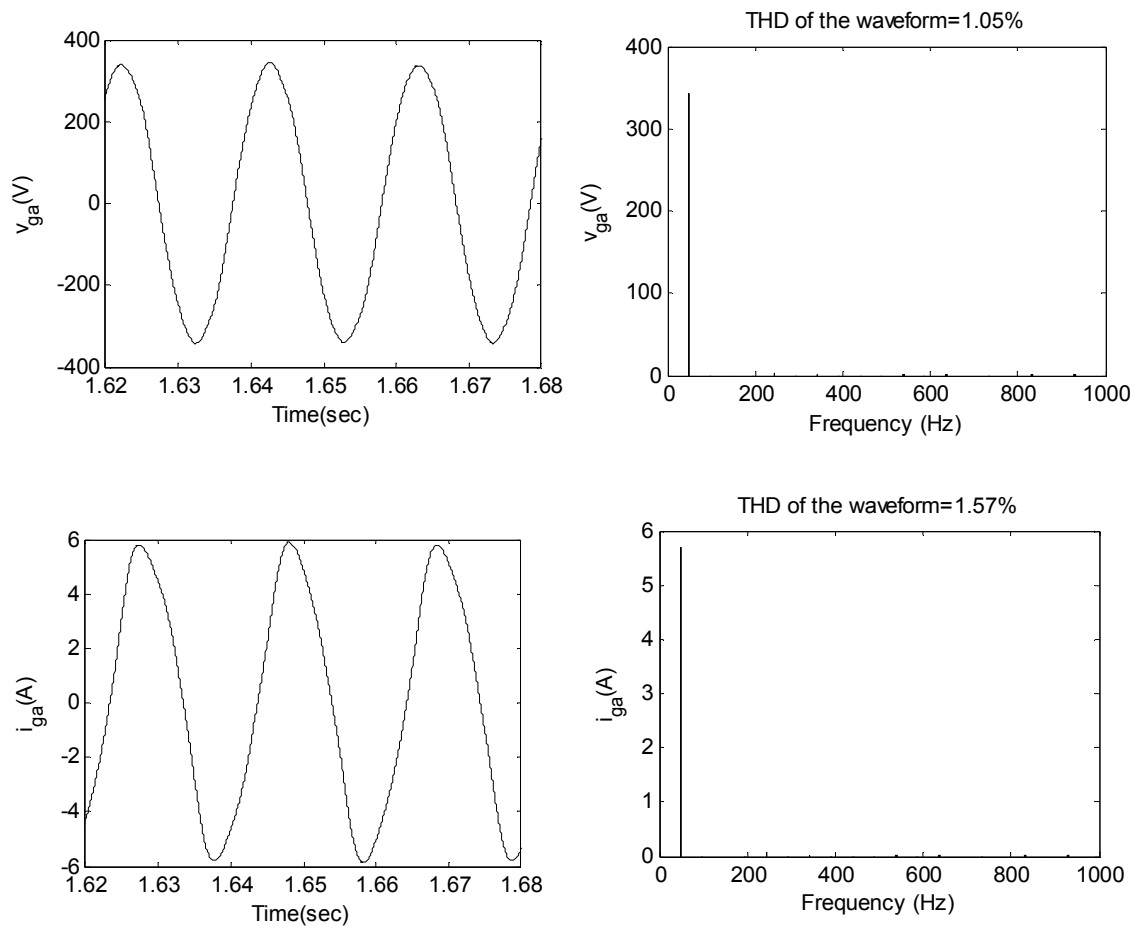 THD of the waveform=1.05%
400
200
0
-200
-400
v_ga(V)
1.62 1.63 1.64 1.65 1.66 1.67 1.68
Time(sec)
400
300
200
100
0
v_ga(V)
0 200 400 600 800 1000
Frequency (Hz)
THD of the waveform=1.57%
6
4
2
0
-2
-4
-6
i_ga(A)
1.62 1.63 1.64 1.65 1.66 1.67 1.68
Time(sec)
6
5
4
3
2
1
0
i_ga(A)
0 200 400 600 800 1000
Frequency (Hz)